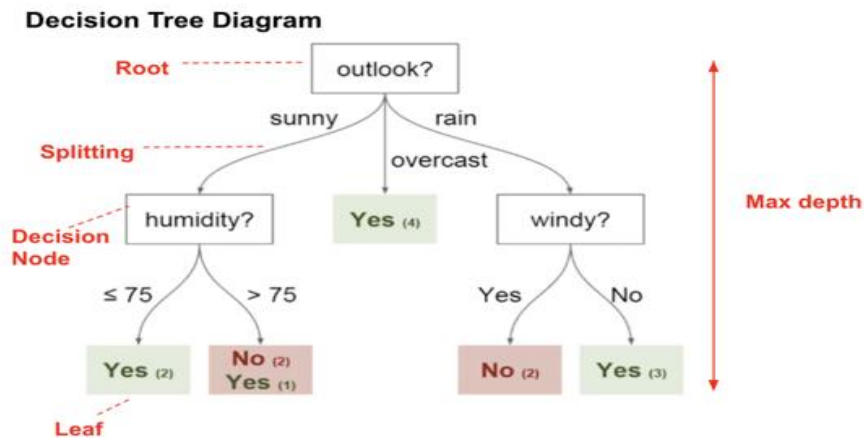 Decision Tree Diagram
Root
outlook?
sunny
rain
Splitting
overcast
humidity?
Yes (4)
windy?
Max depth
Decision
Node
≤ 75
> 75
Yes
No
Yes (2)
No (2)
Yes (1)
No (2)
Yes (3)
Leaf